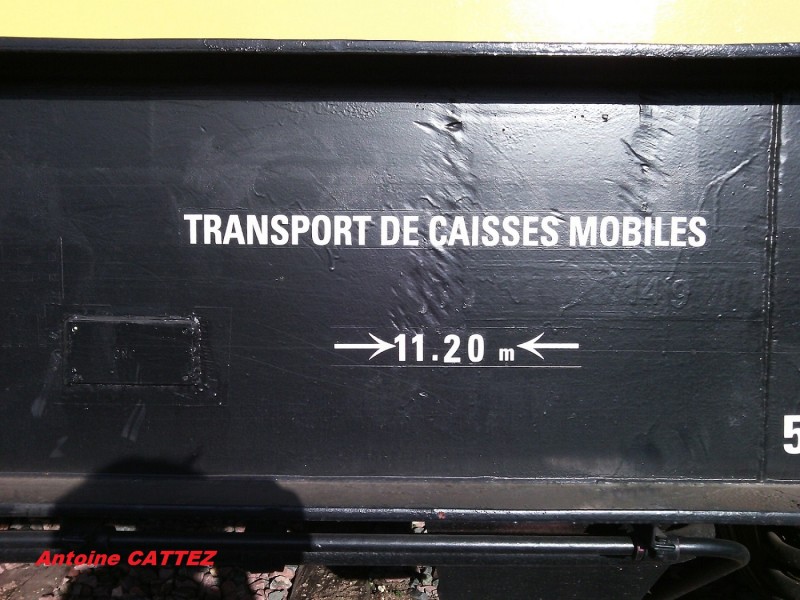 TRANSPORT DE CAISSES MOBILES
11.20 m
5
Antoine CATTEZ